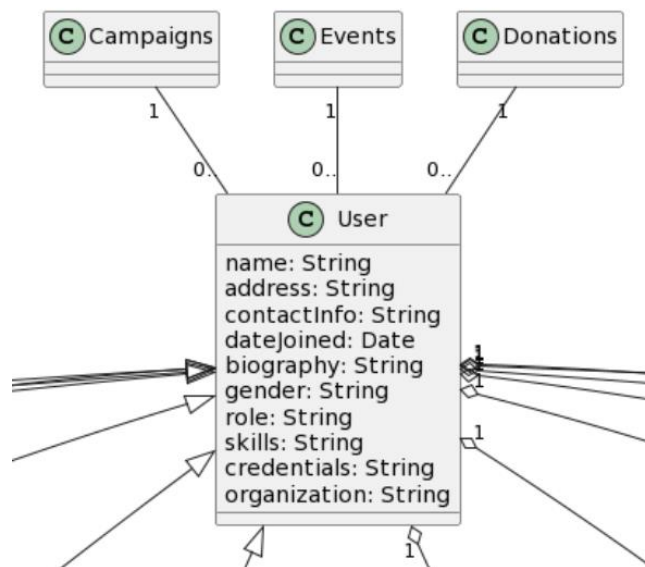 C Campaigns
C Events
C Donations
1
1
1
0..
0..
0..
C User
name: String
address: String
contactInfo: String
dateJoined: Date
biography: String
gender: String
role: String
skills: String
credentials: String
organization: String
1
1
1